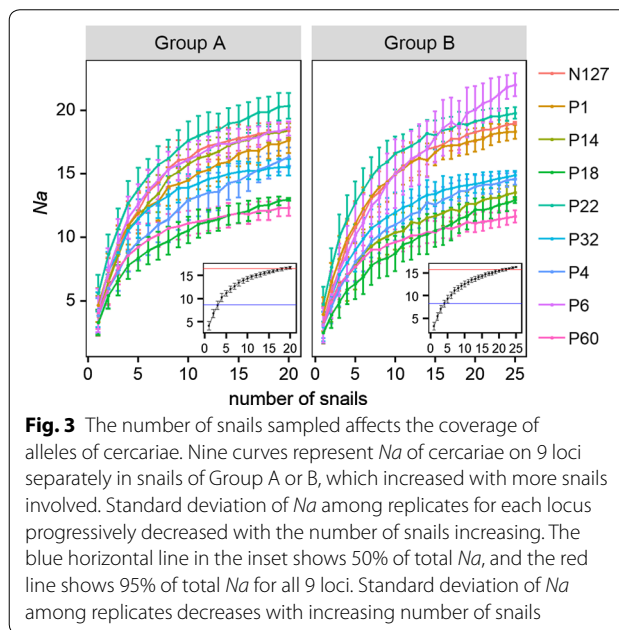 Group A
Group B
Na
20
15
10
5
15
10
5
0 5 10 15 20
15
10
5
0 5 10 15 20 25
0 5 10 15 20
0 5 10 15 20 25
number of snails
N127
P1
P14
P18
P22
P32
P4
P6
P60
Fig. 3 The number of snails sampled affects the coverage of
alleles of cercariae. Nine curves represent Na of cercariae on 9 loci
separately in snails of Group A or B, which increased with more snails
involved. Standard deviation of Na among replicates for each locus
progressively decreased with the number of snails increasing. The
blue horizontal line in the inset shows 50% of total Na, and the red
line shows 95% of total Na for all 9 loci. Standard deviation of Na
among replicates decreases with increasing number of snails